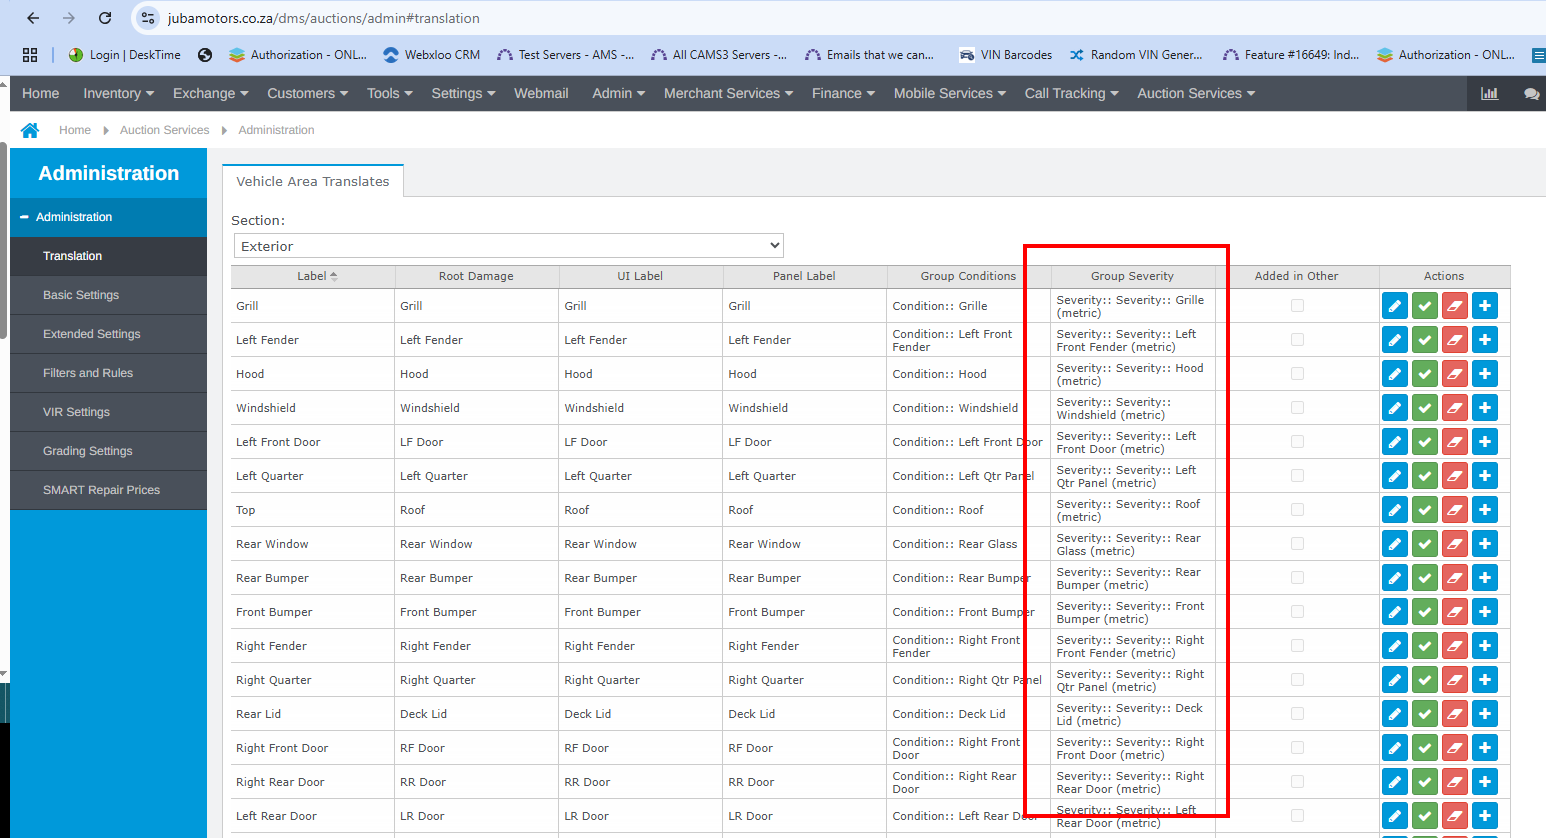 jubamotors.co.za/dms/auctions/admin#translation
Login | DeskTime
Authorization - ONL...
Webxloo CRM
Test Servers - AMS -...
All CAMS3 Servers -...
Emails that we can...
VIN Barcodes
Random VIN Gener...
Feature #16649: Ind...
Authorization - ONL...
Home Inventory Exchange Customers Tools Settings Webmail Admin Merchant Services Finance Mobile Services Call Tracking Auction Services
Home Auction Services Administration
Administration
Administration
Translation
Basic Settings
Extended Settings
Filters and Rules
VIR Settings
Grading Settings
SMART Repair Prices
Vehicle Area Translates
Section:
Exterior
Label Root Damage UI Label Panel Label Group Conditions Group Severity Added in Other Actions
Grill Grill Grill Grill Condition:: Grille Severity:: Severity:: Grille
(metric)
Left Fender Left Fender Left Fender Left Fender Condition:: Left Front
Fender
Severity:: Severity:: Left
Front Fender (metric)
Hood Hood Hood Hood Condition:: Hood Severity:: Severity:: Hood
(metric)
Windshield Windshield Windshield Windshield Condition:: Windshield Severity:: Severity::
Windshield (metric)
Left Front Door LF Door LF Door LF Door Condition:: Left Front Door Severity:: Severity:: Left
Front Door (metric)
Left Quarter Left Quarter Left Quarter Left Quarter Condition:: Left Qtr Panel Severity:: Severity:: Left
Qtr Panel (metric)
Top Roof Roof Roof Condition:: Roof Severity:: Severity:: Roof
(metric)
Rear Window Rear Window Rear Window Rear Window Condition:: Rear Glass Severity:: Severity:: Rear
Glass (metric)
Rear Bumper Rear Bumper Rear Bumper Rear Bumper Condition:: Rear Bumper Severity:: Severity:: Rear
Bumper (metric)
Front Bumper Front Bumper Front Bumper Front Bumper Condition:: Front Bumper Severity:: Severity:: Front
Bumper (metric)
Right Fender Right Fender Right Fender Right Fender Condition:: Right Front
Fender
Severity:: Severity:: Right
Front Fender (metric)
Right Quarter Right Quarter Right Quarter Right Quarter Condition:: Right Qtr Panel Severity:: Severity:: Right
Qtr Panel (metric)
Rear Lid Deck Lid Deck Lid Deck Lid Condition:: Deck Lid Severity:: Severity:: Deck
Lid (metric)
Right Front Door RF Door RF Door RF Door Condition:: Right Front
Door
Severity:: Severity:: Right
Front Door (metric)
Right Rear Door RR Door RR Door RR Door Condition:: Right Rear
Door
Severity:: Severity:: Right
Rear Door (metric)
Left Rear Door LR Door LR Door LR Door Condition:: Left Rear Door Severity:: Severity:: Left
Rear Door (metric)